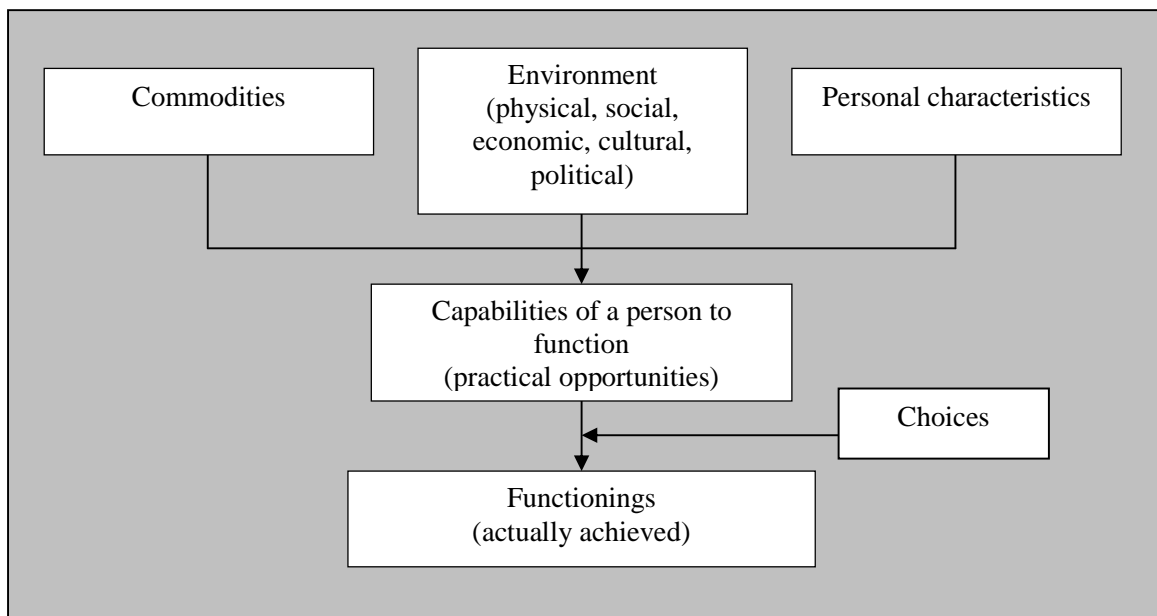 Commodities
Environment
(physical, social,
economic, cultural,
political)
Personal characteristics
Capabilities of a person to
function
(practical opportunities)
Choices
Functionings
(actually achieved)